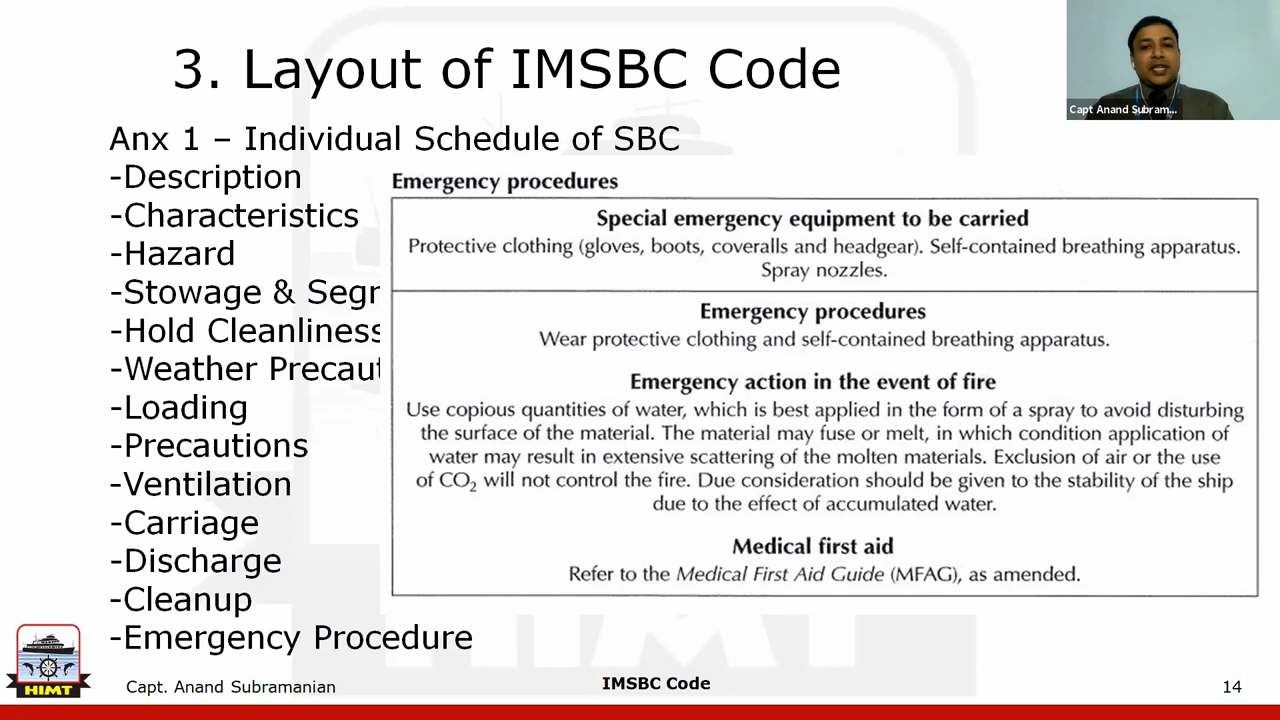 3. Layout of IMSBC Code
Capt Anand Subram...
Anx 1 – Individual Schedule of SBC
-Description
-Characteristics
-Hazard
-Stowage & Segr
-Hold Cleanliness
-Weather Precaut
-Loading
-Precautions
-Ventilation
-Carriage
-Discharge
-Cleanup
-Emergency Procedure
Emergency procedures
Special emergency equipment to be carried
Protective clothing (gloves, boots, coveralls and headgear). Self-contained breathing apparatus.
Spray nozzles.
Emergency procedures
Wear protective clothing and self-contained breathing apparatus.
Emergency action in the event of fire
Use copious quantities of water, which is best applied in the form of a spray to avoid disturbing
the surface of the material. The material may fuse or melt, in which condition application of
water may result in extensive scattering of the molten materials. Exclusion of air or the use
of CO₂ will not control the fire. Due consideration should be given to the stability of the ship
due to the effect of accumulated water.
Medical first aid
Refer to the Medical First Aid Guide (MFAG), as amended.
HIMT
HIMT
Capt. Anand Subramanian
IMSBC Code
14